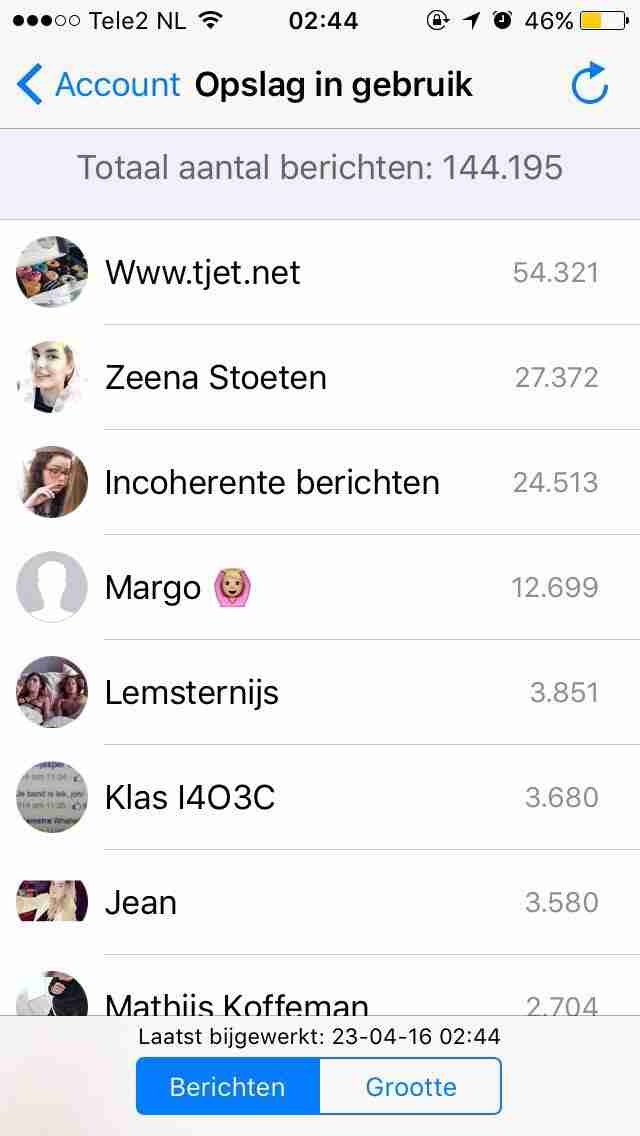 Tele2 NL 02:44 46%
Account Opslag in gebruik
Totaal aantal berichten: 144.195
Www.tjet.net 54.321
Zeena Stoeten 27.372
Incoherente berichten 24.513
Margo 🙆🏼 12.699
Lemsternijs 3.851
Klas I4O3C 3.680
Jean 3.580
Mathijs Koffeman 2.704
Laatst bijgewerkt: 23-04-16 02:44
Berichten Grootte